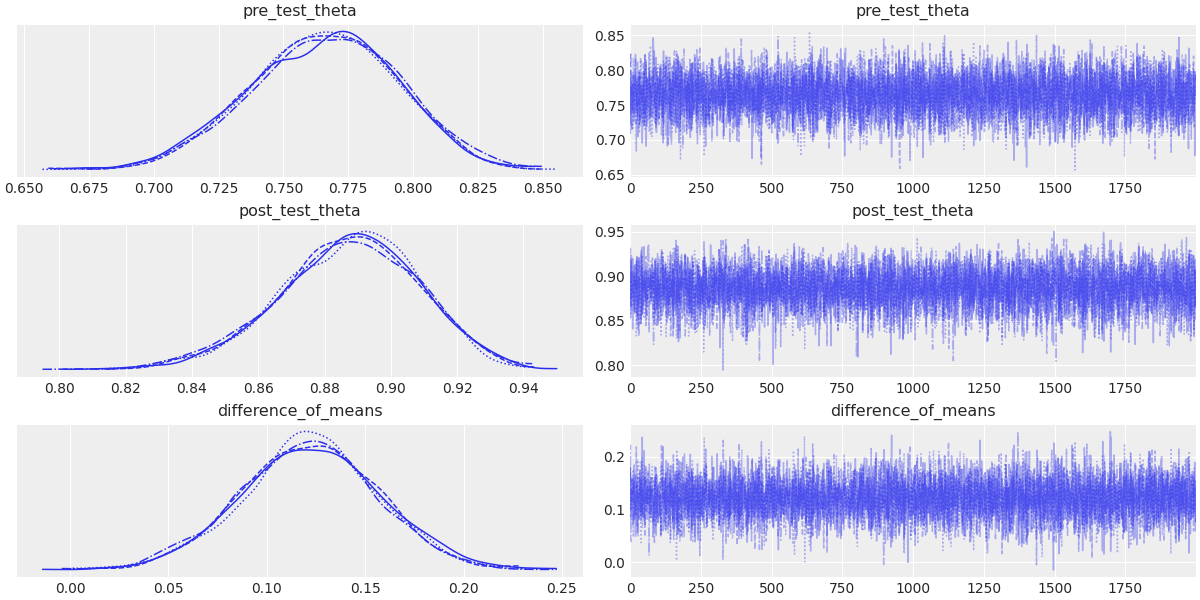 pre_test_theta
0.650 0.675 0.700 0.725 0.750 0.775 0.800 0.825 0.850
pre_test_theta
0.85
0.80
0.75
0.70
0.65
0 250 500 750 1000 1250 1500 1750
post_test_theta
0.80 0.82 0.84 0.86 0.88 0.90 0.92 0.94
post_test_theta
0.95
0.90
0.85
0.80
0 250 500 750 1000 1250 1500 1750
difference_of_means
0.00 0.05 0.10 0.15 0.20 0.25
difference_of_means
0.2
0.1
0.0
0 250 500 750 1000 1250 1500 1750